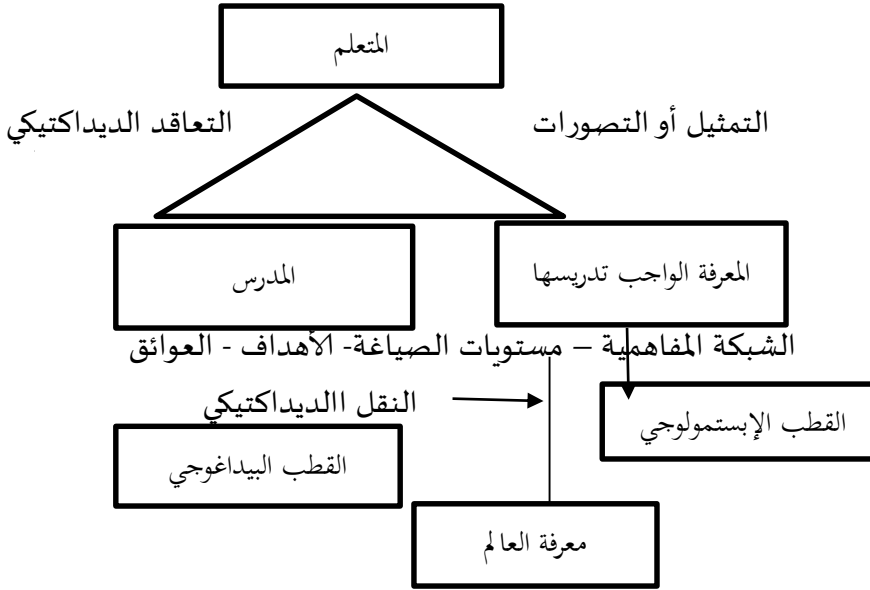 المتعلم
التمثيل أو التصورات
التعاقد الديداكتيكي
المعرفة الواجب تدريسها
المدرس
الشبكة المفاهمية – مستويات الصياغة- الأهداف - العوائق
النقل االديداكتيكي
القطب الإبستمولوجي
القطب البيداغوجي
معرفة العالم